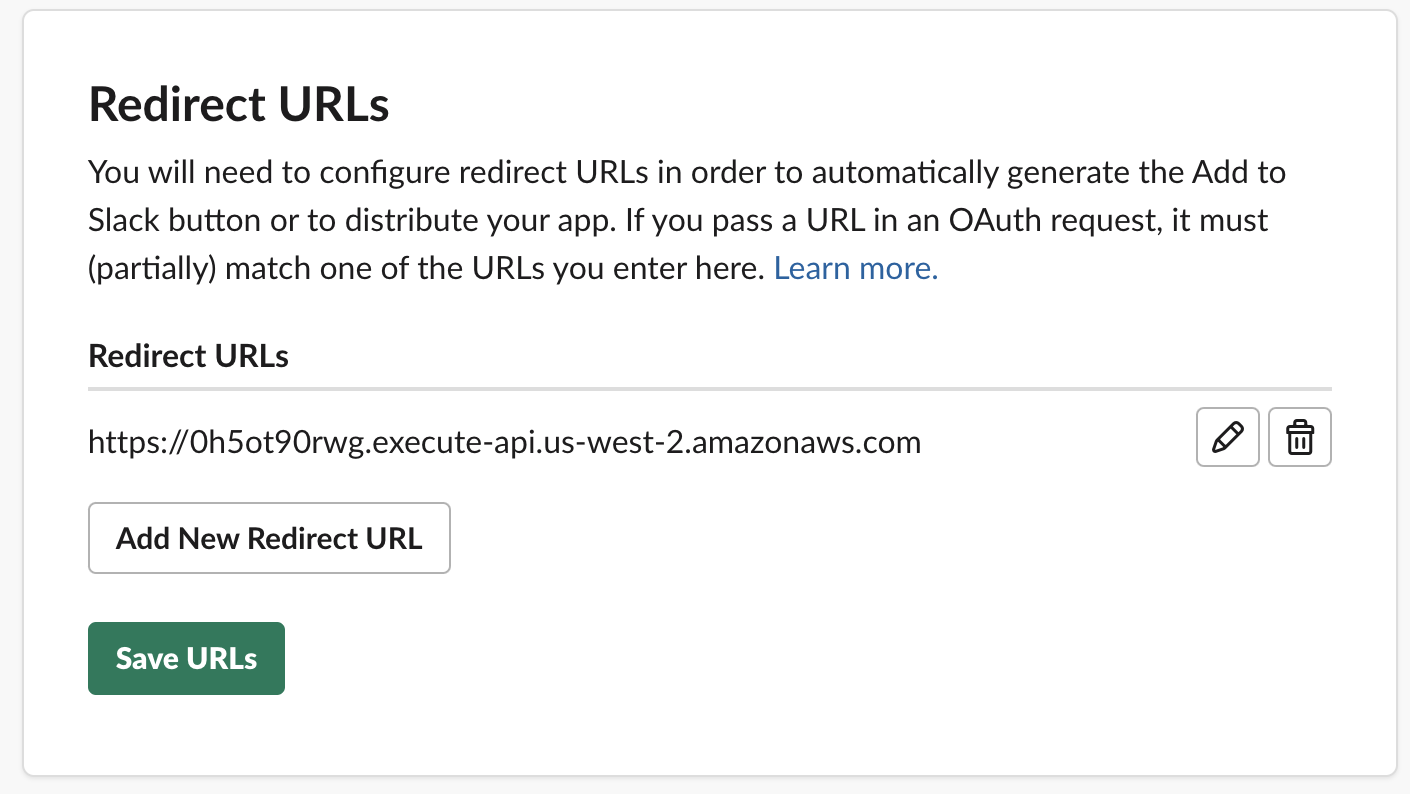 Redirect URLs
You will need to configure redirect URLs in order to automatically generate the Add to
Slack button or to distribute your app. If you pass a URL in an OAuth request, it must
(partially) match one of the URLs you enter here. Learn more.
Redirect URLs
https://0h5ot90rwg.execute-api.us-west-2.amazonaws.com
Add New Redirect URL
Save URLs